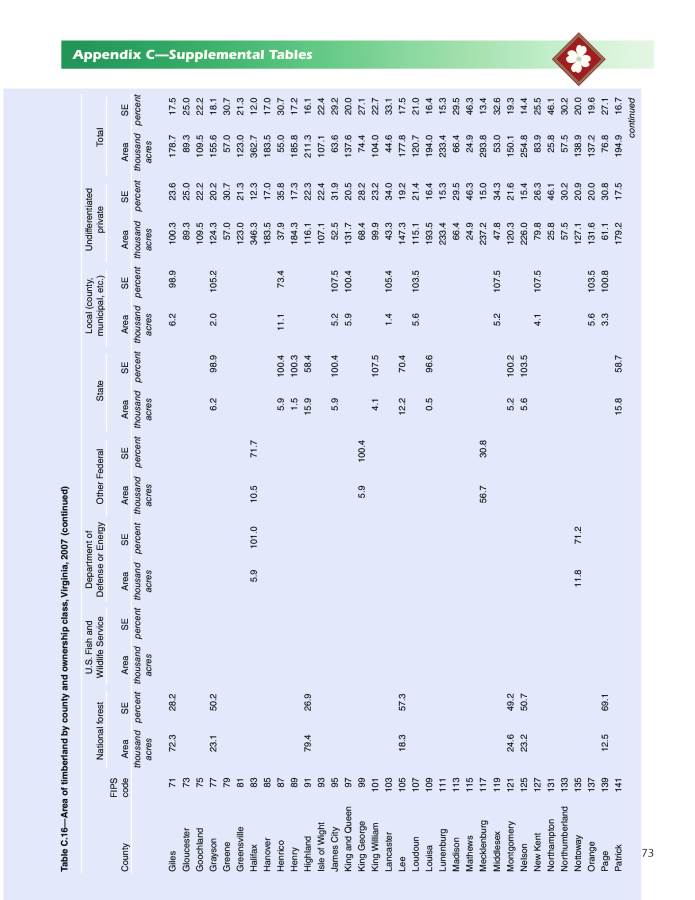 Appendix C—Supplemental Tables
Table C.16—Area of timberland by county and ownership class, Virginia, 2007 (continued)
U.S. Fish and Department of Local (county, Undifferentiated
National forest Wildlife Service Defense or Energy Other Federal State municipal, etc.) private Total
FIPS
County code Area SE Area SE Area SE Area SE Area SE Area SE Area SE Area SE
thousand percent thousand percent thousand percent thousand percent thousand percent thousand percent thousand percent thousand percent
acres acres acres acres acres acres acres acres
Giles 71 72.3 28.2 6.2 98.9 100.3 23.6 178.7 17.5
Gloucester 73 89.3 25.0 89.3 25.0
Goochland 75 109.5 22.2 109.5 22.2
Grayson 77 23.1 50.2 6.2 98.9 2.0 105.2 124.3 20.2 155.6 18.1
Greene 79 57.0 30.7 57.0 30.7
Greensville 81 123.0 21.3 123.0 21.3
Halifax 83 5.9 101.0 10.5 71.7 346.3 12.3 362.7 12.0
Hanover 85 183.5 17.0 183.5 17.0
Henrico 87 5.9 100.4 11.1 73.4 37.9 35.8 55.0 30.7
Henry 89 1.5 100.3 184.3 17.3 185.8 17.2
Highland 91 79.4 26.9 15.9 58.4 116.1 22.3 211.3 16.1
Isle of Wight 93 107.1 22.4 107.1 22.4
James City 95 5.9 100.4 5.2 107.5 52.5 31.9 63.6 29.2
King and Queen 97 5.9 100.4 131.7 20.5 137.6 20.0
King George 99 5.9 100.4 68.4 28.2 74.4 27.1
King William 101 4.1 107.5 99.9 23.2 104.0 22.7
Lancaster 103 1.4 105.4 43.3 34.0 44.6 33.1
Lee 105 18.3 57.3 12.2 70.4 147.3 19.2 177.8 17.5
Loudoun 107 5.6 103.5 115.1 21.4 120.7 21.0
Louisa 109 0.5 96.6 193.5 16.4 194.0 16.4
Lunenburg 111 233.4 15.3 233.4 15.3
Madison 113 66.4 29.5 66.4 29.5
Mathews 115 24.9 46.3 24.9 46.3
Mecklenburg 117 56.7 30.8 237.2 15.0 293.8 13.4
Middlesex 119 5.2 107.5 47.8 34.3 53.0 32.6
Montgomery 121 24.6 49.2 5.2 100.2 120.3 21.6 150.1 19.3
Nelson 125 23.2 50.7 5.6 103.5 226.0 15.4 254.8 14.4
New Kent 127 4.1 107.5 79.8 26.3 83.9 25.5
Northampton 131 25.8 46.1 25.8 46.1
Northumberland 133 57.5 30.2 57.5 30.2
Nottoway 135 11.8 71.2 127.1 20.9 138.9 20.0
Orange 137 5.6 103.5 131.6 20.0 137.2 19.6
Page 139 12.5 69.1 3.3 100.8 61.1 30.8 76.9 27.1
Patrick 141 15.8 58.7 179.2 17.5 194.9 16.7
continued
73